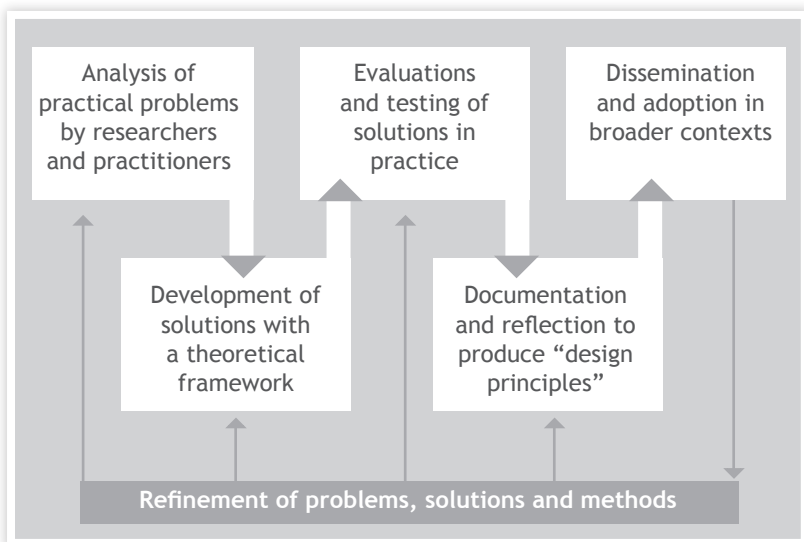 Analysis of
practical problems
by researchers
and practitioners
Evaluations
and testing of
solutions in
practice
Dissemination
and adoption in
broader contexts
Development of
solutions with
a theoretical
framework
Documentation
and reflection to
produce “design
principles”
Refinement of problems, solutions and methods